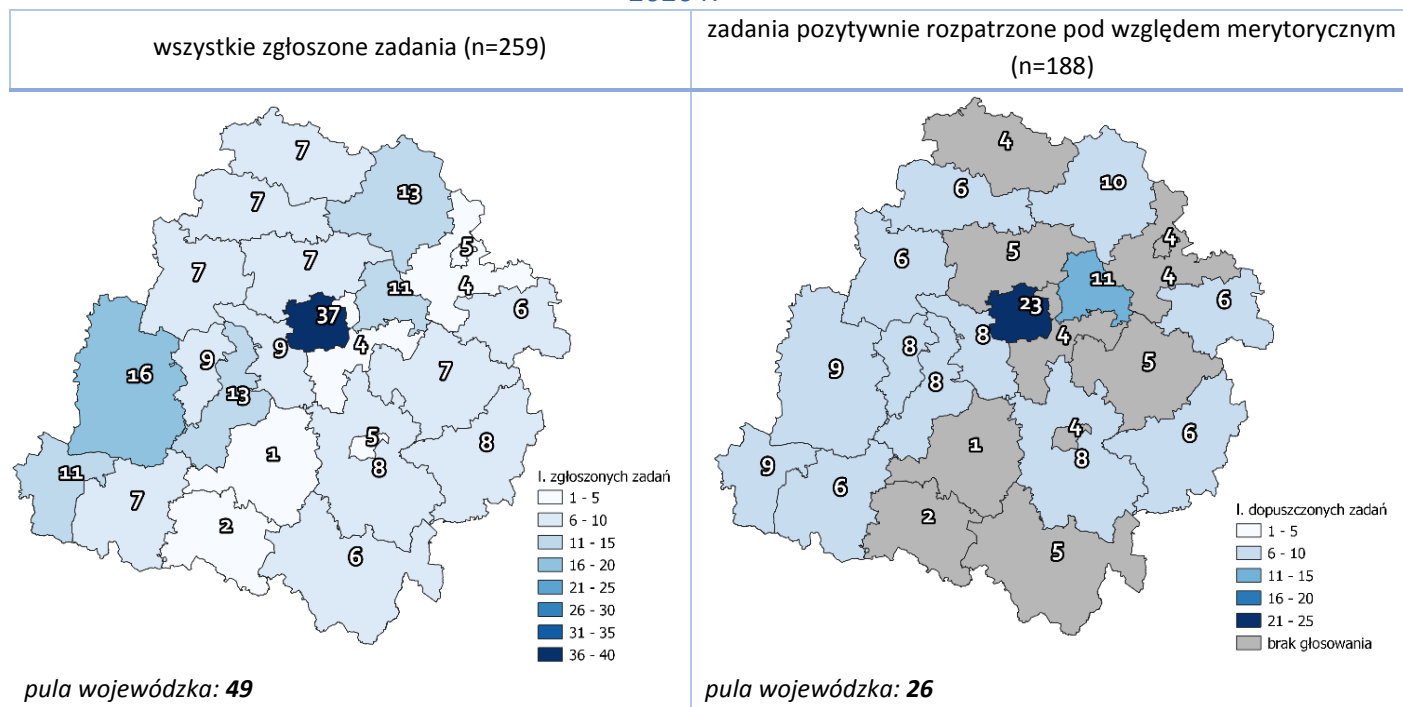 wszystkie zgłoszone zadania (n=259)
zadania pozytywnie rozpatrzone pod względem merytorycznym
(n=188)
7
13
7
5
7
7
4
11
6
37
4
9
9
7
16
13
5
8
1
8
11
7
2
6
l. zgłoszonych zadań
1 - 5
6 - 10
11 - 15
16 - 20
21 - 25
26 - 30
31 - 35
36 - 40
pula wojewódzka: 49
4
10
6
4
5
6
4
11
6
23
4
8
8
5
9
8
4
6
1
8
9
6
2
5
l. dopuszczonych zadań
1 - 5
6 - 10
11 - 15
16 - 20
21 - 25
brak głosowania
pula wojewódzka: 26